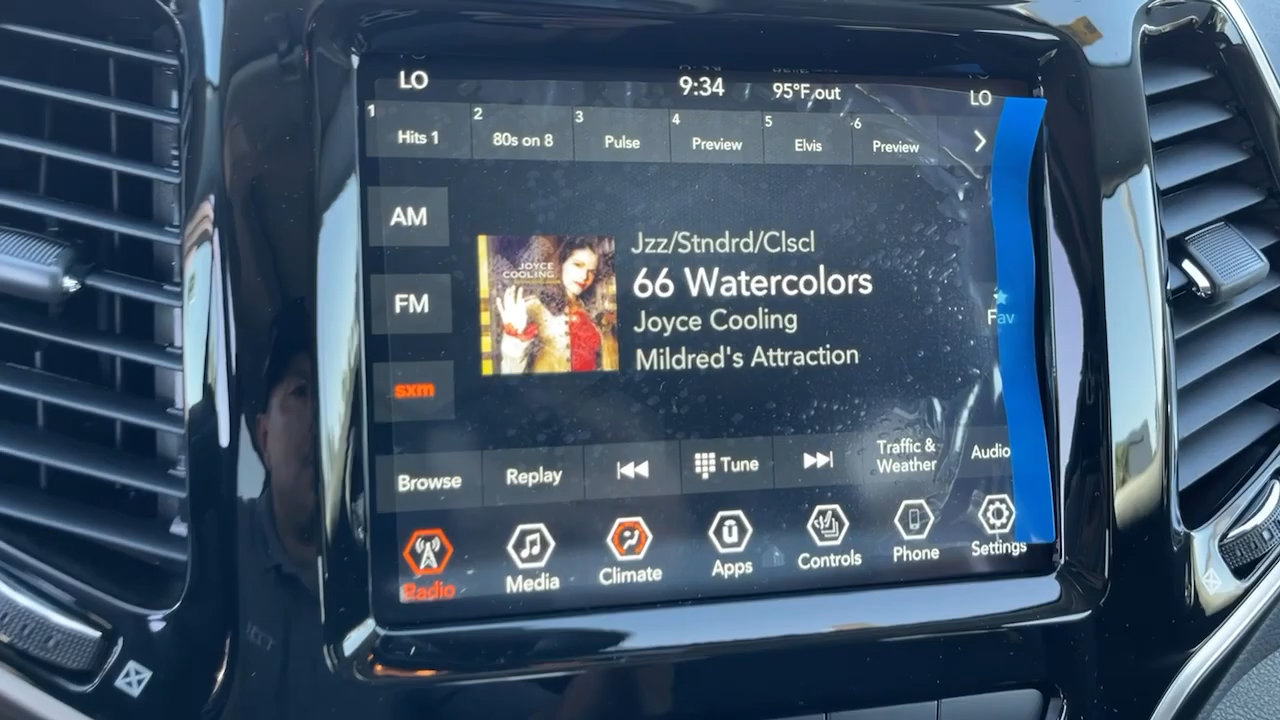 LO
9:34
95°F out
LO
1 Hits 1
2 80s on 8
3 Pulse
4 Preview
5 Elvis
6 Preview
AM
FM
sxm
JOYCE
COOLING
Jzz/Stndrd/Clscl
66 Watercolors
Joyce Cooling
Mildred's Attraction
Fav
Browse
Replay
Tune
Traffic &
Weather
Audio
Radio
Media
Climate
Apps
Controls
Phone
Settings